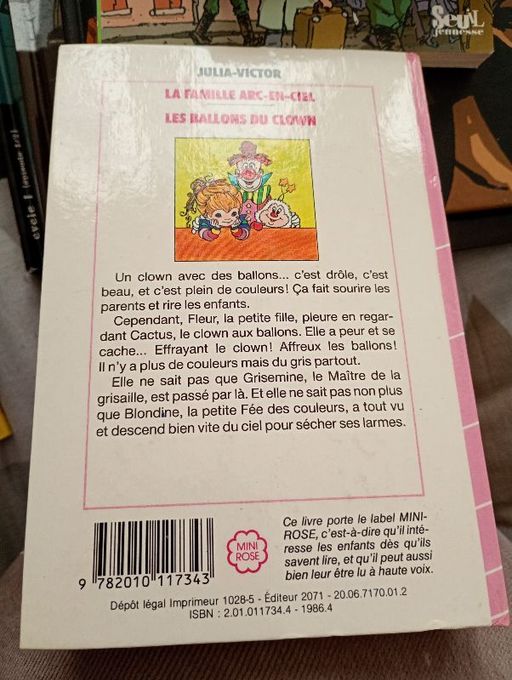 SEUIL
jeunesse
cycle 1
JULIA-VICTOR
LA FAMILLE ARC-EN-CIEL
LES BALLONS DU CLOWN
Un clown avec des ballons... c'est drôle, c'est
beau, et c'est plein de couleurs! Ça fait sourire les
parents et rire les enfants.
Cependant, Fleur, la petite fille, pleure en regar-
dant Cactus, le clown aux ballons. Elle a peur et se
cache... Effrayant le clown! Affreux les ballons!
Il n'y a plus de couleurs mais du gris partout.
Elle ne sait pas que Grisemine, le Maître de la
grisaille, est passé par là. Et elle ne sait pas non plus
que Blondine, la petite Fée des couleurs, a tout vu
et descend bien vite du ciel pour sécher ses larmes.
9 782010 117343
MINI
ROSE
Ce livre porte le label MINI-
ROSE, c'est-à-dire qu'il inté-
resse les enfants dès qu'ils
savent lire, et qu'il peut aussi
bien leur être lu à haute voix.
Dépôt légal Imprimeur 1028-5 - Éditeur 2071 - 20.06.7170.01.2
ISBN : 2.01.011734.4 - 1986.4